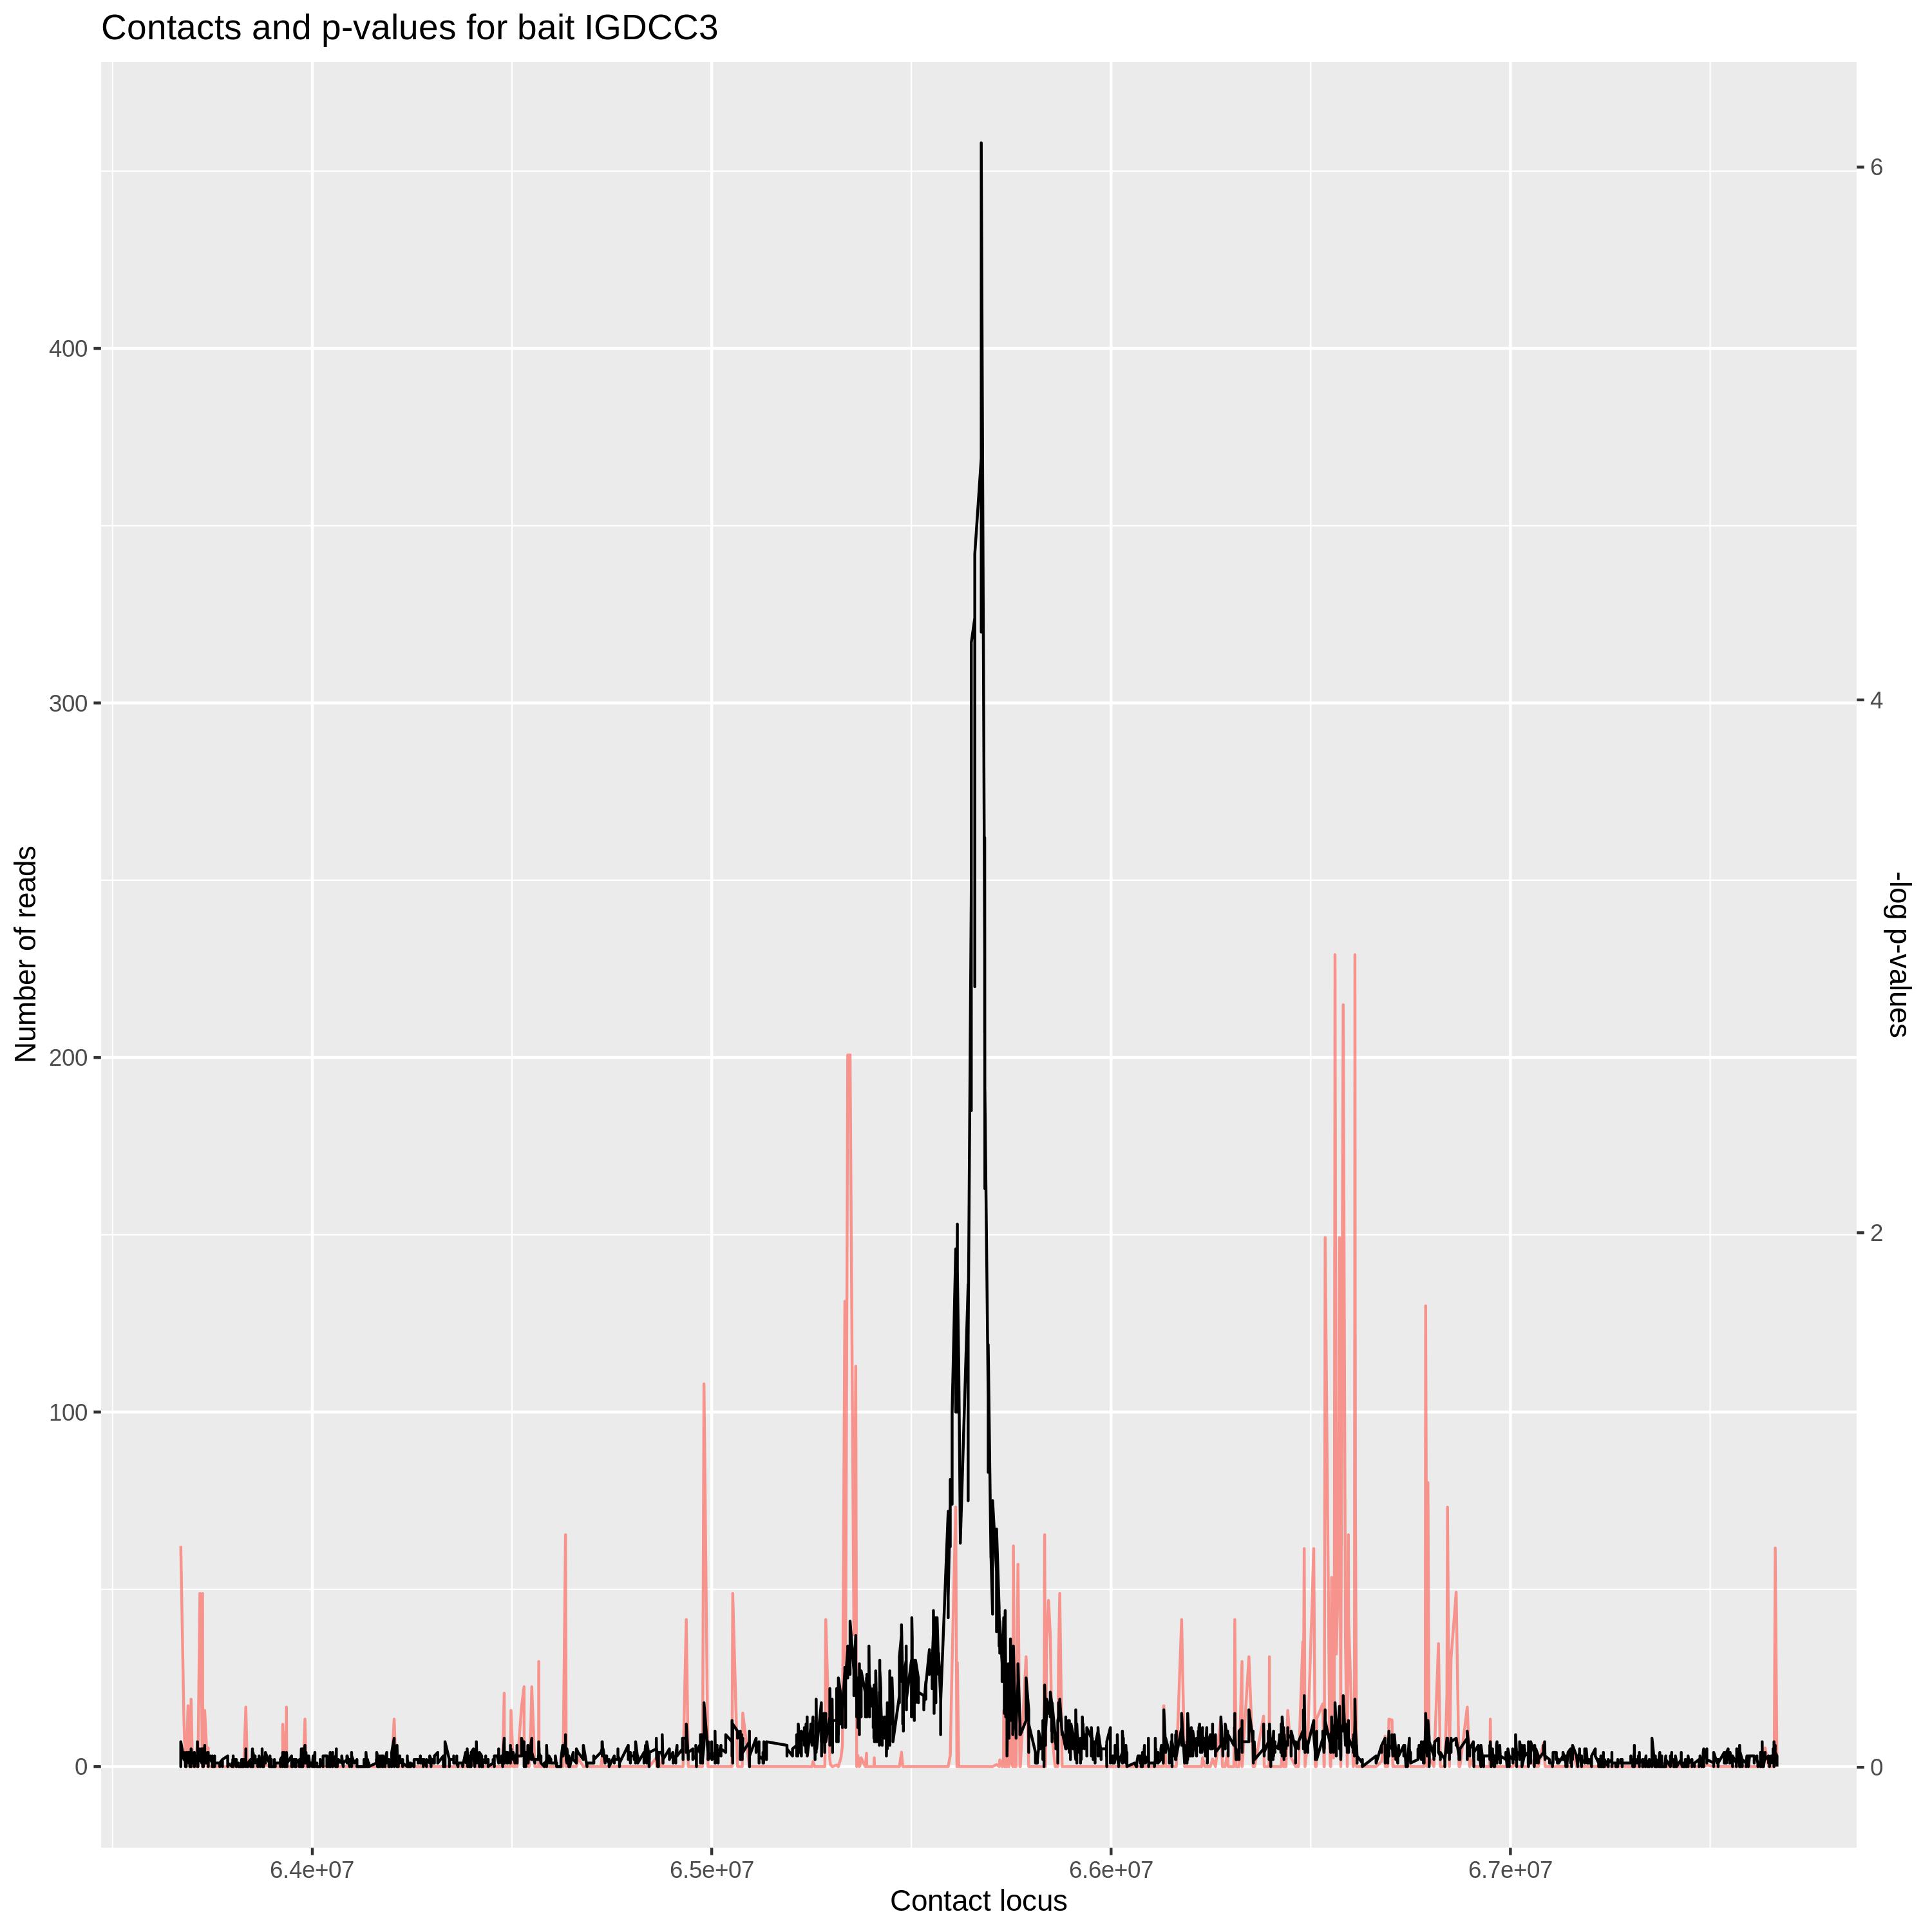 Contacts and p-values for bait IGDCC3
Number of reads
400
300
200
100
0
6
4
2
0
-log p-values
6.4e+07
6.5e+07
6.6e+07
6.7e+07
Contact locus